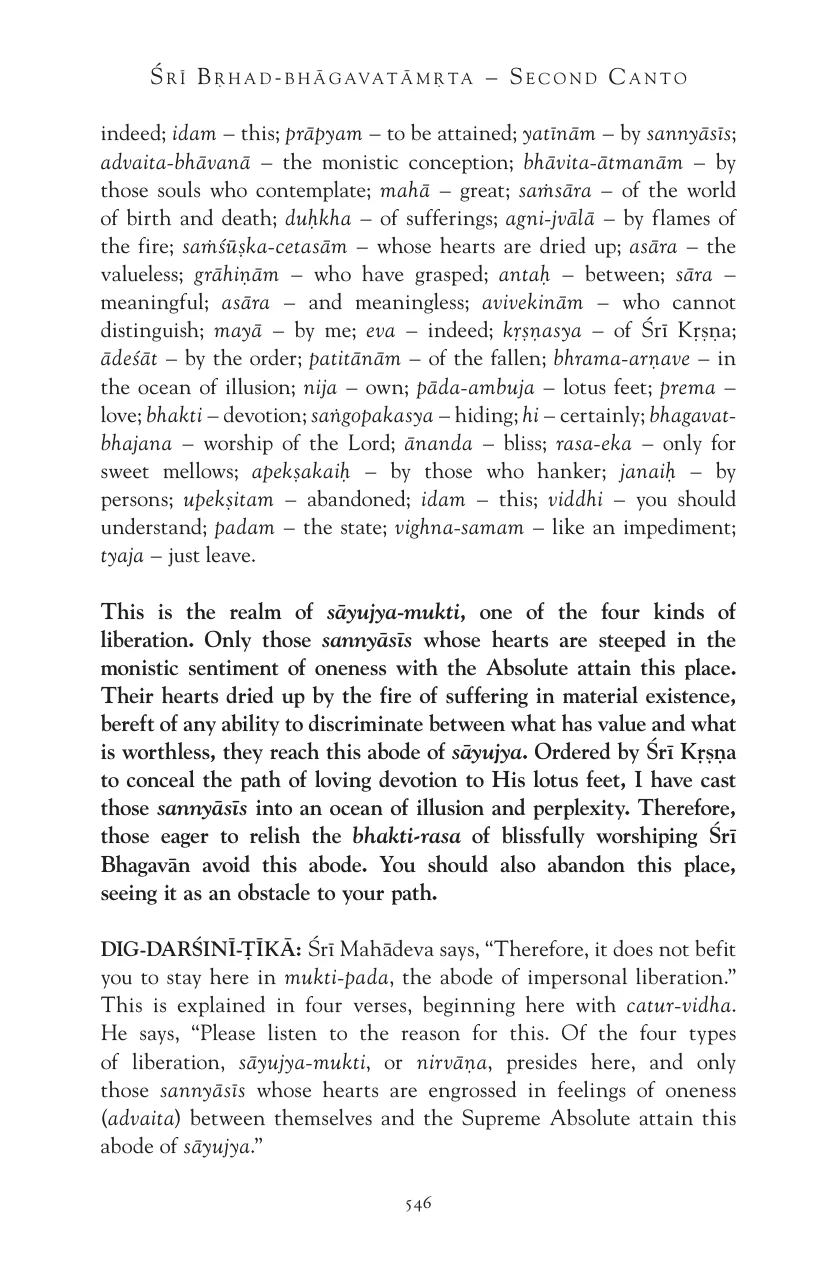 Śrī Bṛhad-bhāgavatāmṛta – Second Canto
indeed; idam – this; prāpyam – to be attained; yatīnām – by sannyāsīs;
advaita-bhāvanā – the monistic conception; bhāvita-ātmanām – by
those souls who contemplate; mahā – great; saṁsāra – of the world
of birth and death; duḥkha – of sufferings; agni-jvālā – by flames of
the fire; saṁśūṣka-cetasām – whose hearts are dried up; asāra – the
valueless; grāhiṇām – who have grasped; antaḥ – between; sāra –
meaningful; asāra – and meaningless; avivekinām – who cannot
distinguish; mayā – by me; eva – indeed; kṛṣṇasya – of Śrī Kṛṣṇa;
ādeśāt – by the order; patitānām – of the fallen; bhrama-arṇave – in
the ocean of illusion; nija – own; pāda-ambuja – lotus feet; prema –
love; bhakti – devotion; saṅgopakasya – hiding; hi – certainly; bhagavat-
bhajana – worship of the Lord; ānanda – bliss; rasa-eka – only for
sweet mellows; apekṣakaiḥ – by those who hanker; janaiḥ – by
persons; upekṣitam – abandoned; idam – this; viddhi – you should
understand; padam – the state; vighna-samam – like an impediment;
tyaja – just leave.
This is the realm of sāyujya-mukti, one of the four kinds of
liberation. Only those sannyāsīs whose hearts are steeped in the
monistic sentiment of oneness with the Absolute attain this place.
Their hearts dried up by the fire of suffering in material existence,
bereft of any ability to discriminate between what has value and what
is worthless, they reach this abode of sāyujya. Ordered by Śrī Kṛṣṇa
to conceal the path of loving devotion to His lotus feet, I have cast
those sannyāsīs into an ocean of illusion and perplexity. Therefore,
those eager to relish the bhakti-rasa of blissfully worshiping Śrī
Bhagavān avoid this abode. You should also abandon this place,
seeing it as an obstacle to your path.
DIG-DARŚINĪ-ṬĪKĀ: Śrī Mahādeva says, “Therefore, it does not befit
you to stay here in mukti-pada, the abode of impersonal liberation.”
This is explained in four verses, beginning here with catur-vidha.
He says, “Please listen to the reason for this. Of the four types
of liberation, sāyujya-mukti, or nirvāṇa, presides here, and only
those sannyāsīs whose hearts are engrossed in feelings of oneness
(advaita) between themselves and the Supreme Absolute attain this
abode of sāyujya.”
546